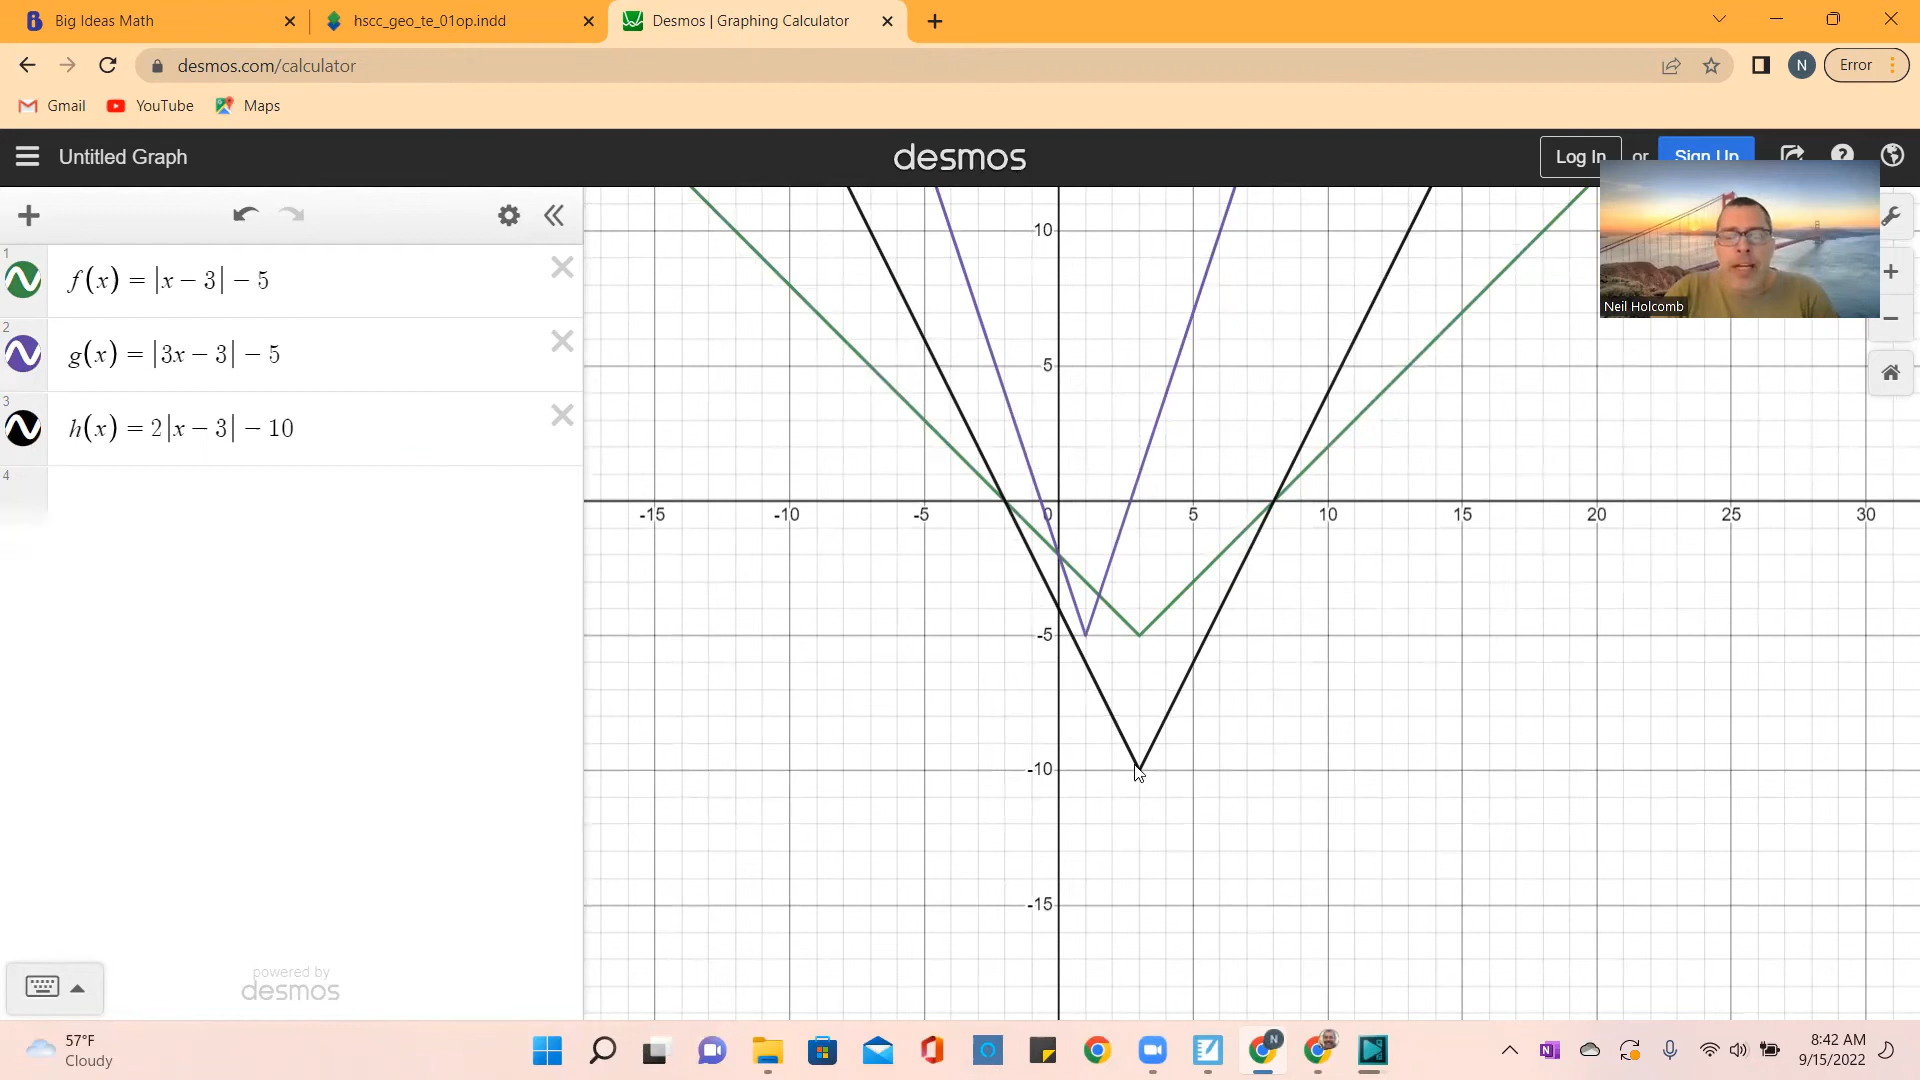 Big Ideas Math
hscc_geo_te_01op.indd
Desmos | Graphing Calculator
desmos.com/calculator
N
Error
Gmail
YouTube
Maps
Untitled Graph
desmos
Log In
or
Sign Up
Neil Holcomb
1
f(x) = |x − 3| − 5
2
g(x) = |3x − 3| − 5
3
h(x) = 2|x − 3| − 10
4
10
5
-15
-10
-5
0
5
10
15
20
25
30
-5
-10
-15
powered by
desmos
57°F
Cloudy
N
8:42 AM
9/15/2022